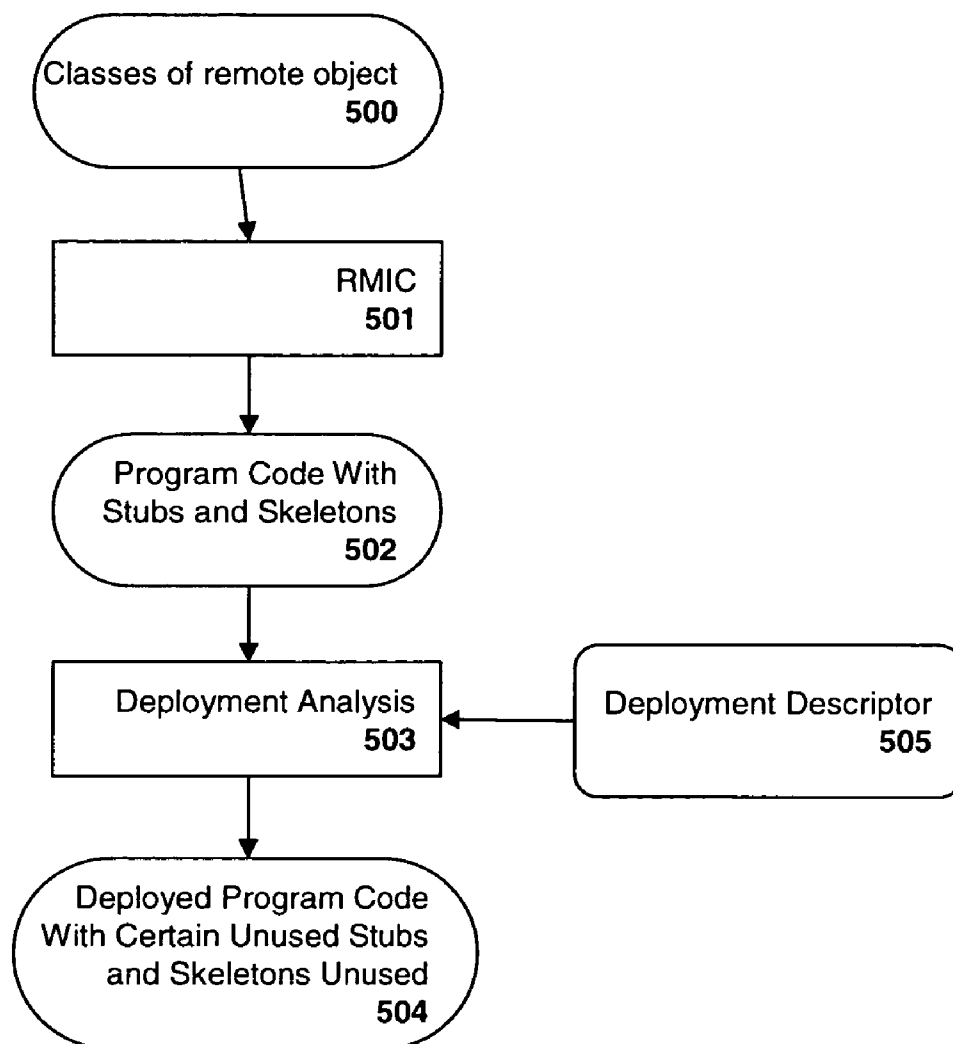 Classes of remote object
500
RMIC
501
Program Code With
Stubs and Skeletons
502
Deployment Analysis
503
Deployment Descriptor
505
Deployed Program Code
With Certain Unused Stubs
and Skeletons Unused
504